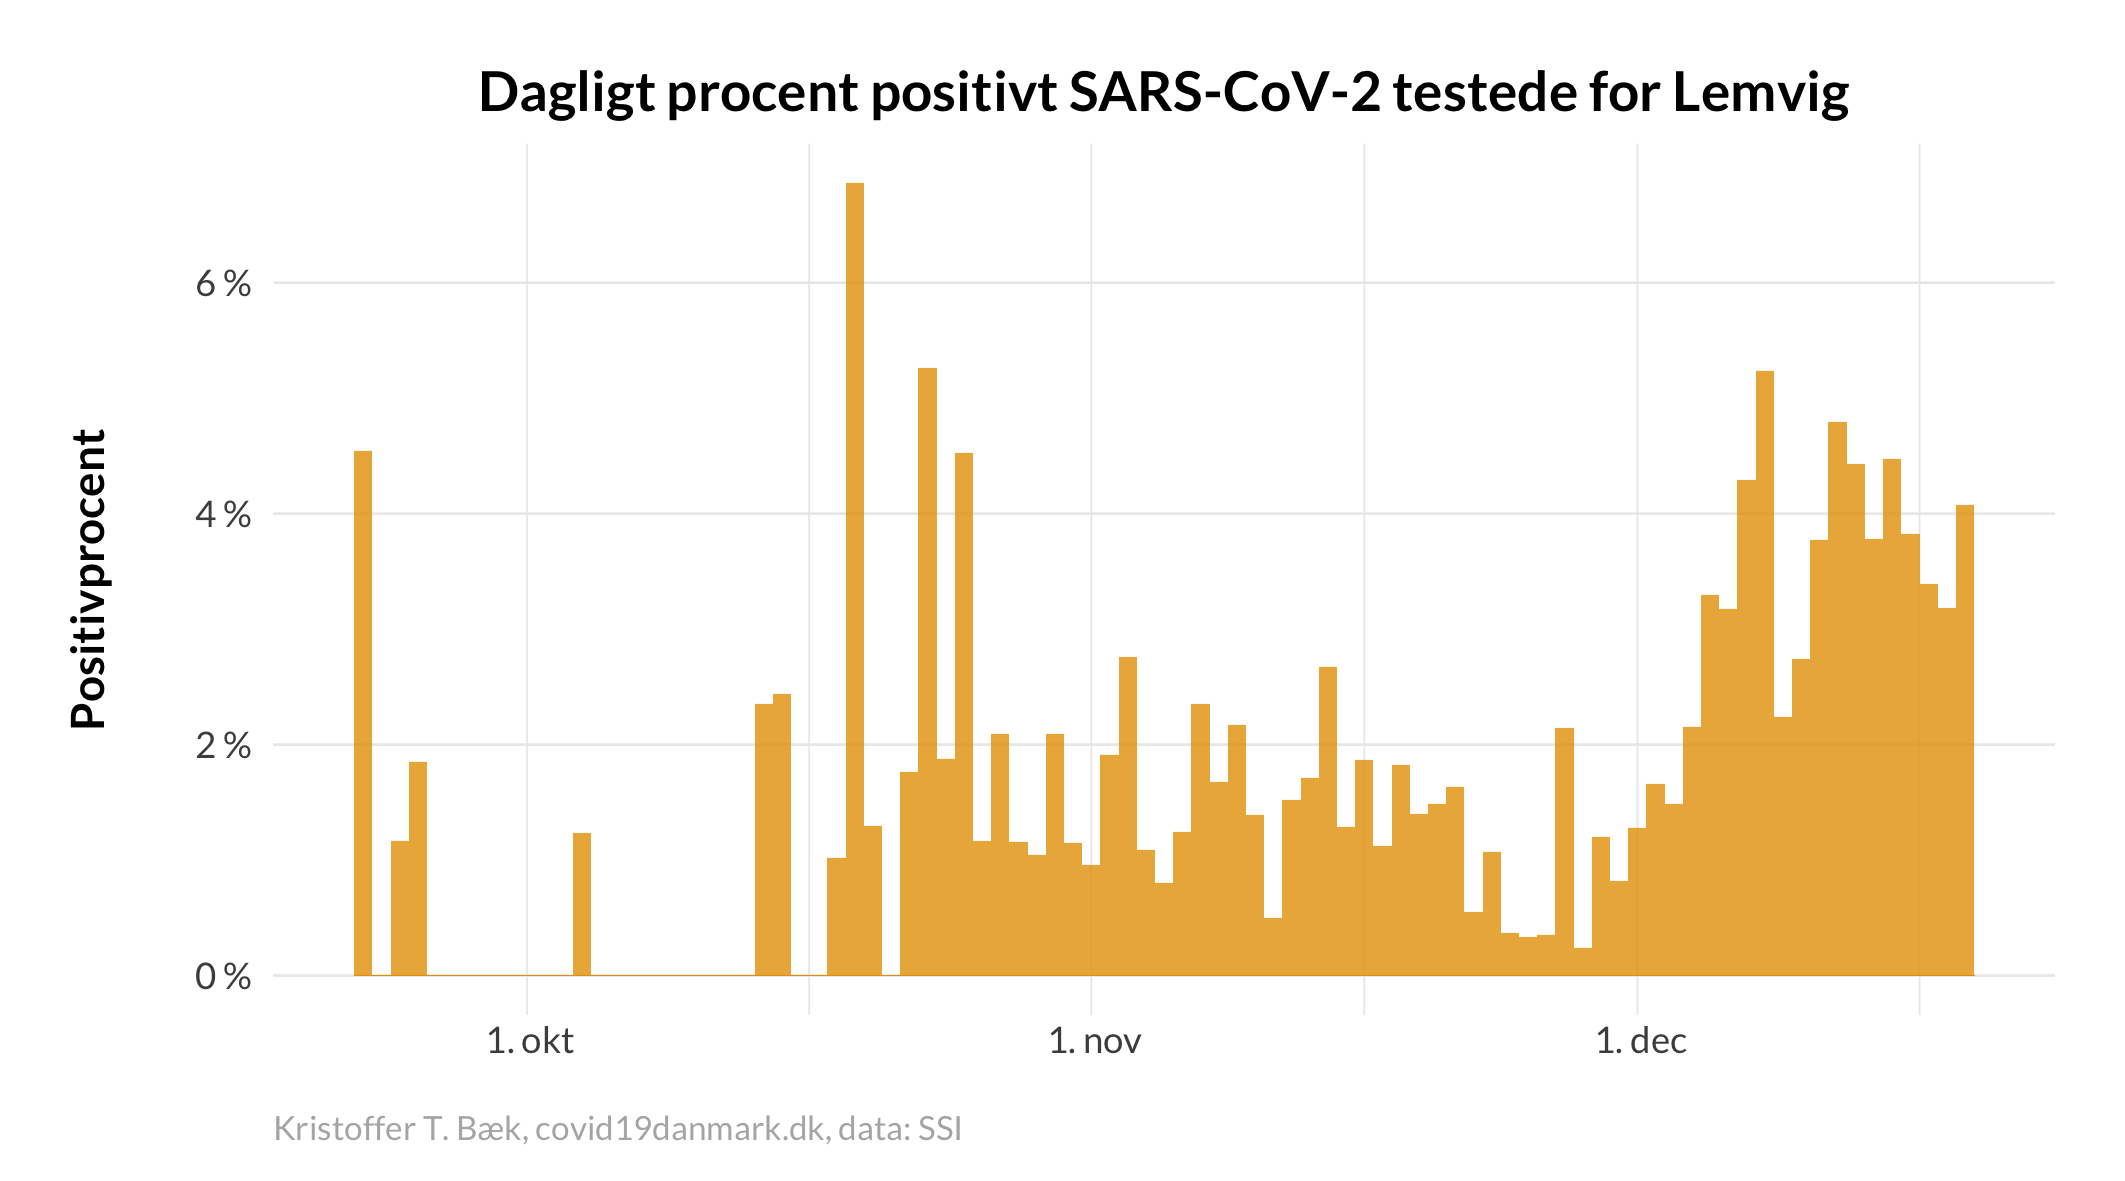 Dagligt procent positivt SARS-CoV-2 testede for Lemvig
Positivprocent
6 %
4 %
2 %
0 %
1. okt
1. nov
1. dec
Kristoffer T. Bæk, covid19danmark.dk, data: SSI